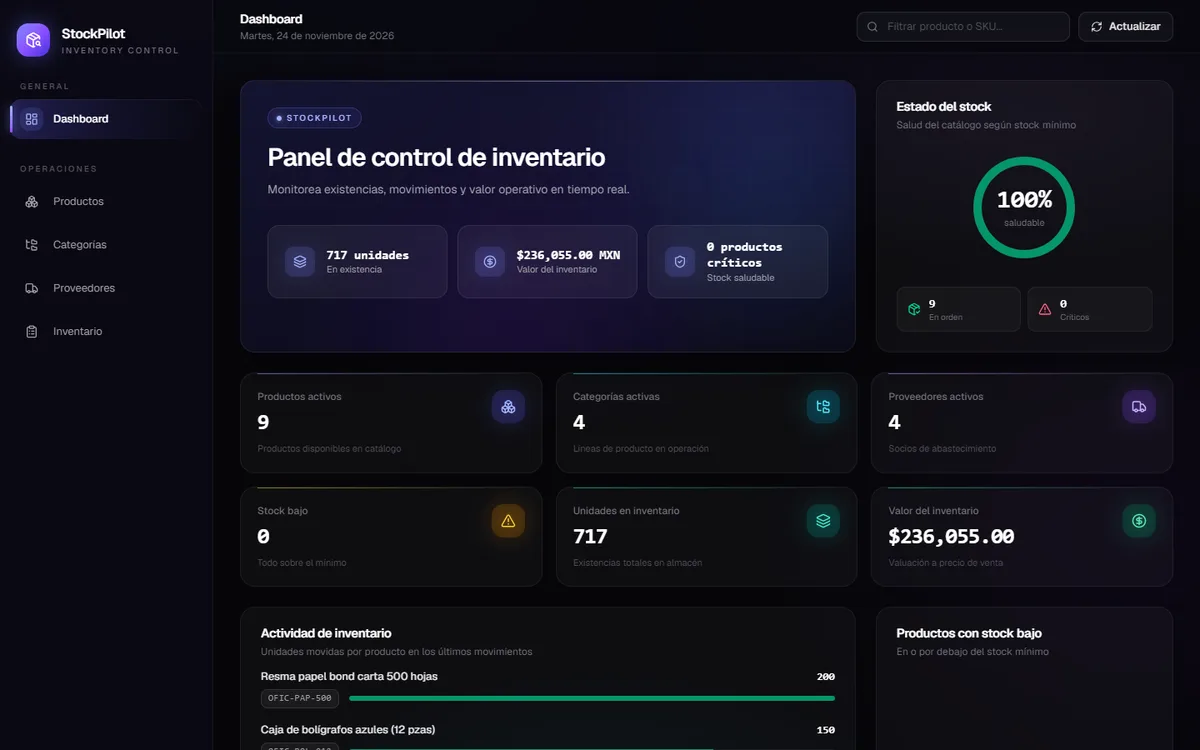 StockPilot
INVENTORY CONTROL
GENERAL
Dashboard
OPERACIONES
Productos
Categorías
Proveedores
Inventario
Dashboard
Martes, 24 de noviembre de 2026
Filtrar producto o SKU...
Actualizar
STOCKPILOT
Panel de control de inventario
Monitorea existencias, movimientos y valor operativo en tiempo real.
717 unidades
En existencia
$236,055.00 MXN
Valor del inventario
0 productos
críticos
Stock saludable
Estado del stock
Salud del catálogo según stock mínimo
100%
saludable
9
En orden
0
Críticos
Productos activos
9
Productos disponibles en catálogo
Categorías activas
4
Líneas de producto en operación
Proveedores activos
4
Socios de abastecimiento
Stock bajo
0
Todo sobre el mínimo
Unidades en inventario
717
Existencias totales en almacén
Valor del inventario
$236,055.00
Valuación a precio de venta
Actividad de inventario
Unidades movidas por producto en los últimos movimientos
Resma papel bond carta 500 hojas
200
OFIC-PAP-500
Caja de bolígrafos azules (12 pzas)
150
Productos con stock bajo
En o por debajo del stock mínimo